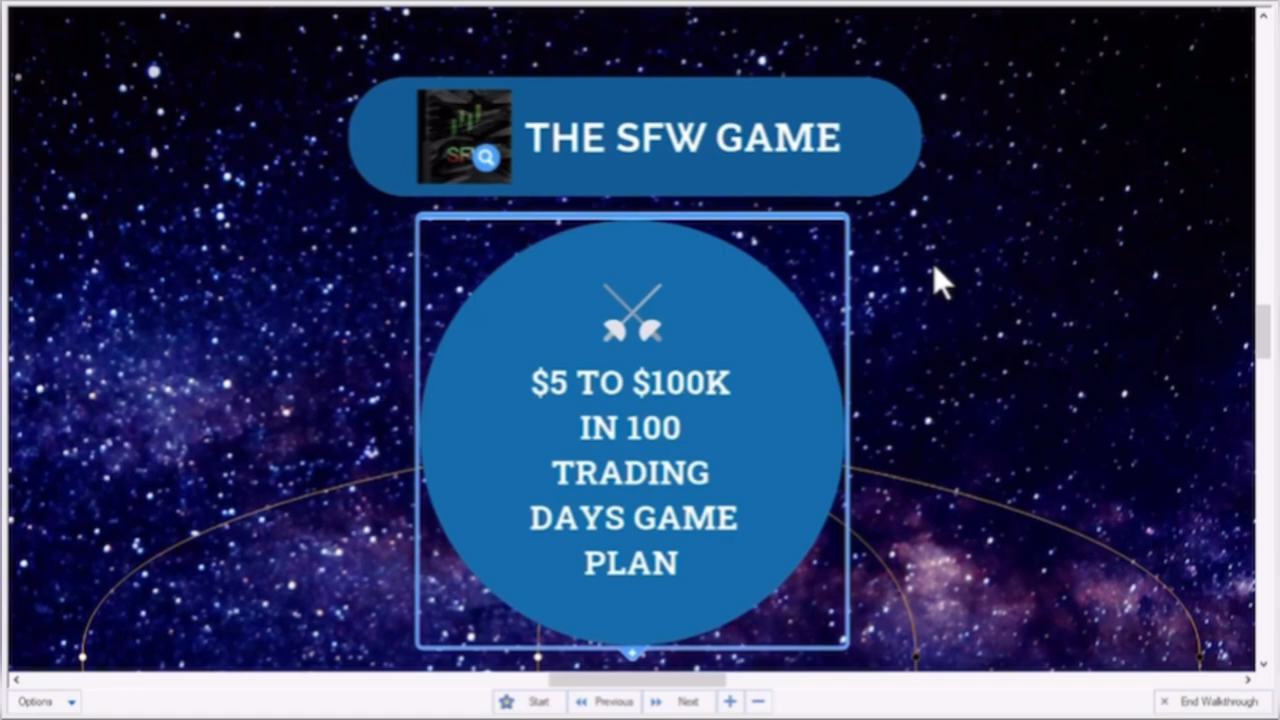 THE SFW GAME
$5 TO $100K
IN 100
TRADING
DAYS GAME
PLAN
Options
Start
Previous
Next
End Walkthrough